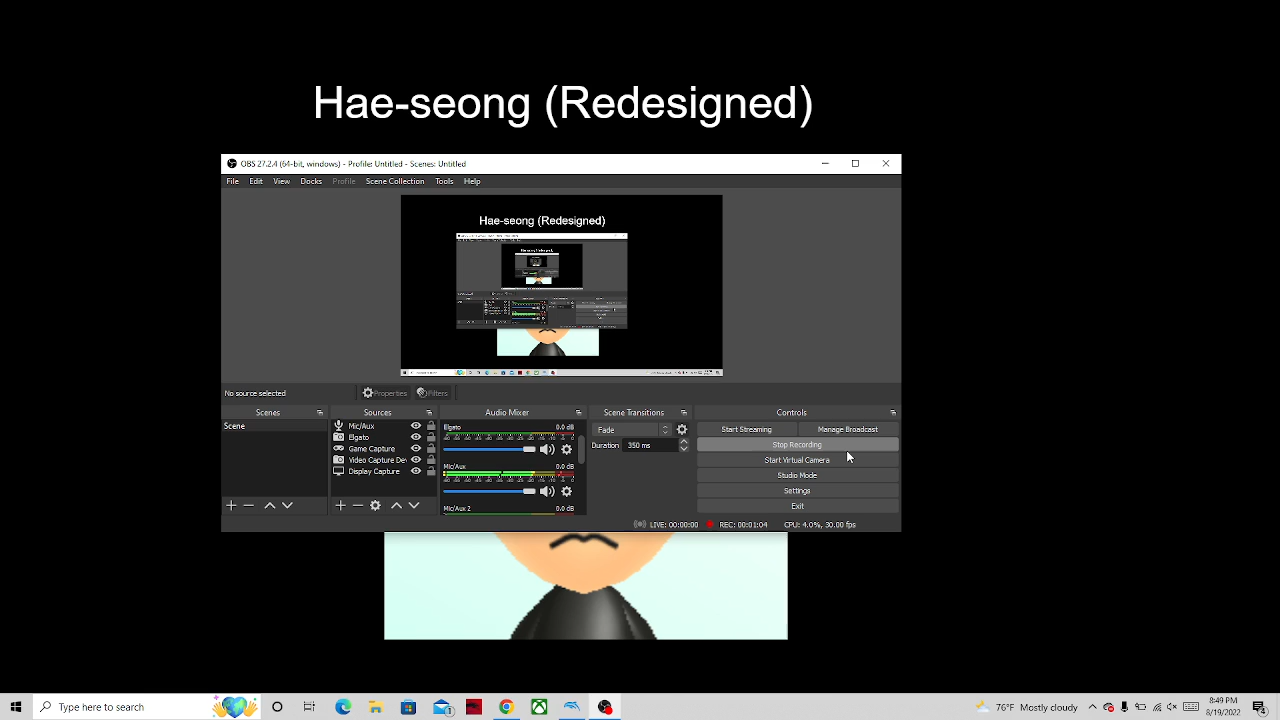 Hae-seong (Redesigned)
OBS 27.2.4 (64-bit, windows) - Profile: Untitled - Scenes: Untitled
File Edit View Docks Profile Scene Collection Tools Help
Hae-seong (Redesigned)
No source selected Properties Filters
Scenes Sources Audio Mixer Scene Transitions Controls
Scene
Mic/Aux
Elgato
Game Capture
Video Capture Dev
Display Capture
Elgato 0.0 dB
Mic/Aux 0.0 dB
Mic/Aux 2 0.0 dB
Fade
Duration 350 ms
Start Streaming Manage Broadcast
Stop Recording
Start Virtual Camera
Studio Mode
Settings
Exit
LIVE: 00:00:00 REC: 00:01:04 CPU: 4.0%, 30.00 fps
Type here to search
76°F Mostly cloudy
8:49 PM
8/19/2022